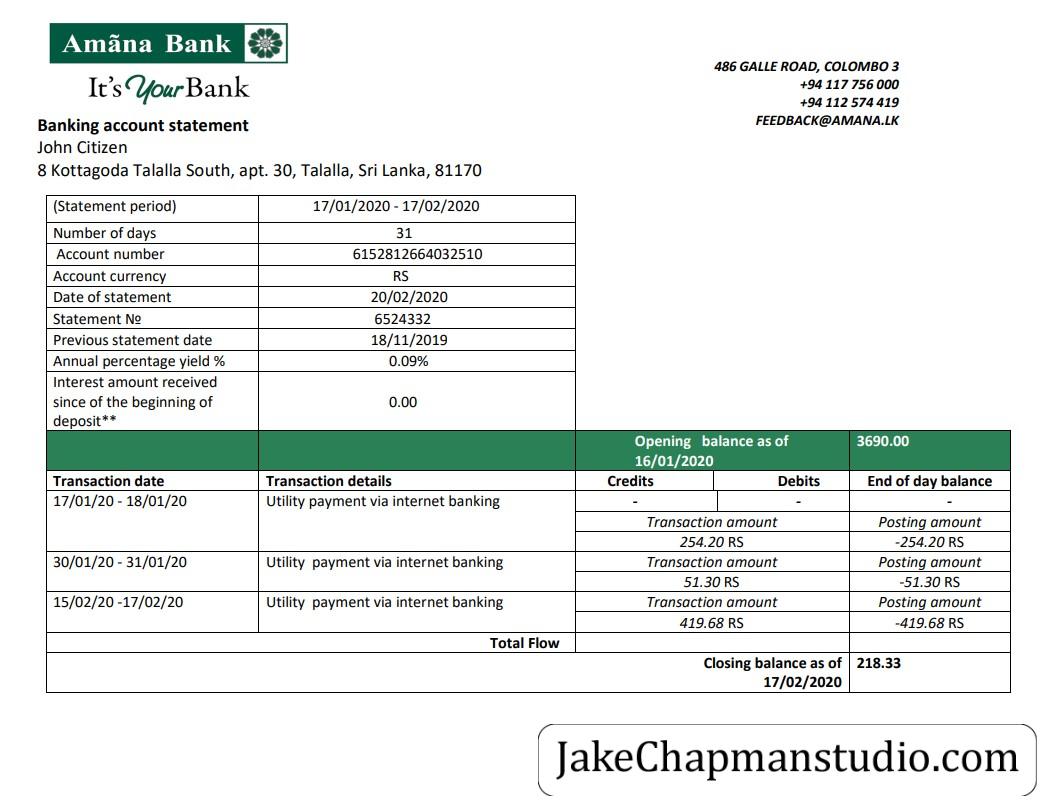 Amãna Bank
It's Your Bank
486 GALLE ROAD, COLOMBO 3
+94 117 756 000
+94 112 574 419
FEEDBACK@AMANA.LK
Banking account statement
John Citizen
8 Kottagoda Talalla South, apt. 30, Talalla, Sri Lanka, 81170
(Statement period) 17/01/2020 - 17/02/2020
Number of days 31
Account number 6152812664032510
Account currency RS
Date of statement 20/02/2020
Statement № 6524332
Previous statement date 18/11/2019
Annual percentage yield % 0.09%
Interest amount received
since of the beginning of
deposit** 0.00
Opening balance as of 3690.00
16/01/2020
Transaction date Transaction details Credits Debits End of day balance
17/01/20 - 18/01/20 Utility payment via internet banking - - -
Transaction amount Posting amount
254.20 RS -254.20 RS
30/01/20 - 31/01/20 Utility payment via internet banking Transaction amount Posting amount
51.30 RS -51.30 RS
15/02/20 -17/02/20 Utility payment via internet banking Transaction amount Posting amount
419.68 RS -419.68 RS
Total Flow
Closing balance as of 218.33
17/02/2020
JakeChapmanstudio.com